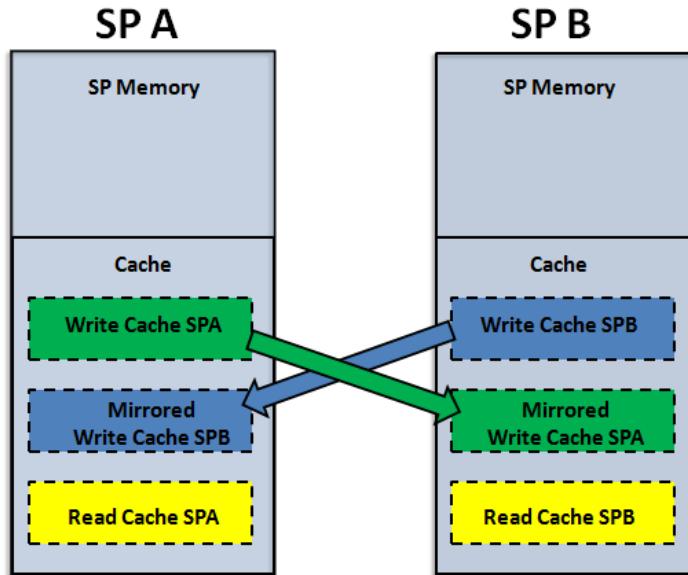 SP A
SP Memory
Cache
Write Cache SPA
Mirrored
Write Cache SPB
Read Cache SPA
SP B
SP Memory
Cache
Write Cache SPB
Mirrored
Write Cache SPA
Read Cache SPB